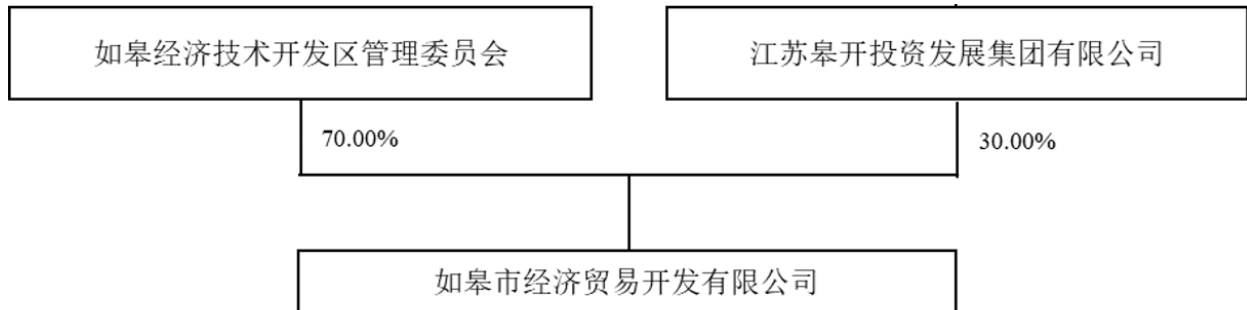 如皋经济技术开发区管理委员会
江苏皋开投资发展集团有限公司
70.00%
30.00%
如皋市经济贸易开发有限公司